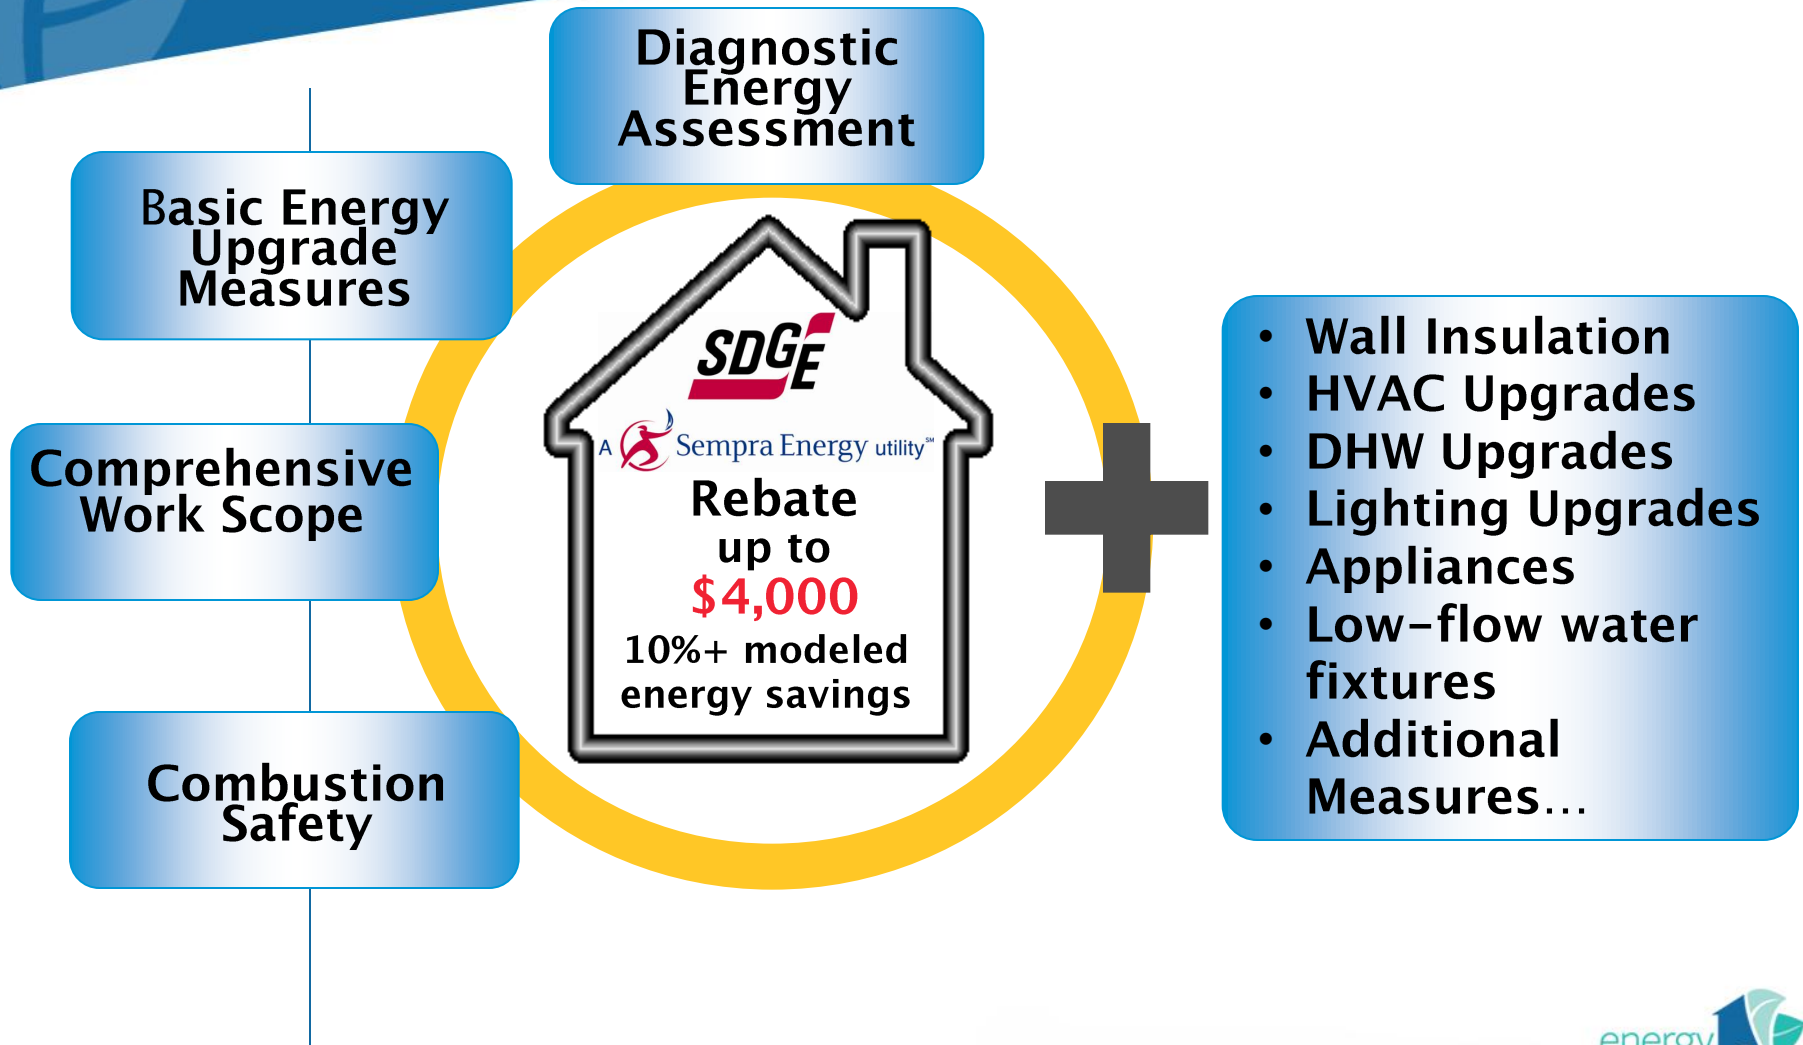 Diagnostic
Energy
Assessment
Basic Energy
Upgrade
Measures
Comprehensive
Work Scope
Combustion
Safety
SDGE
A Sempra Energy utility℠
Rebate
up to
$4,000
10%+ modeled
energy savings
• Wall Insulation
• HVAC Upgrades
• DHW Upgrades
• Lighting Upgrades
• Appliances
• Low-flow water
fixtures
• Additional
Measures...
energy